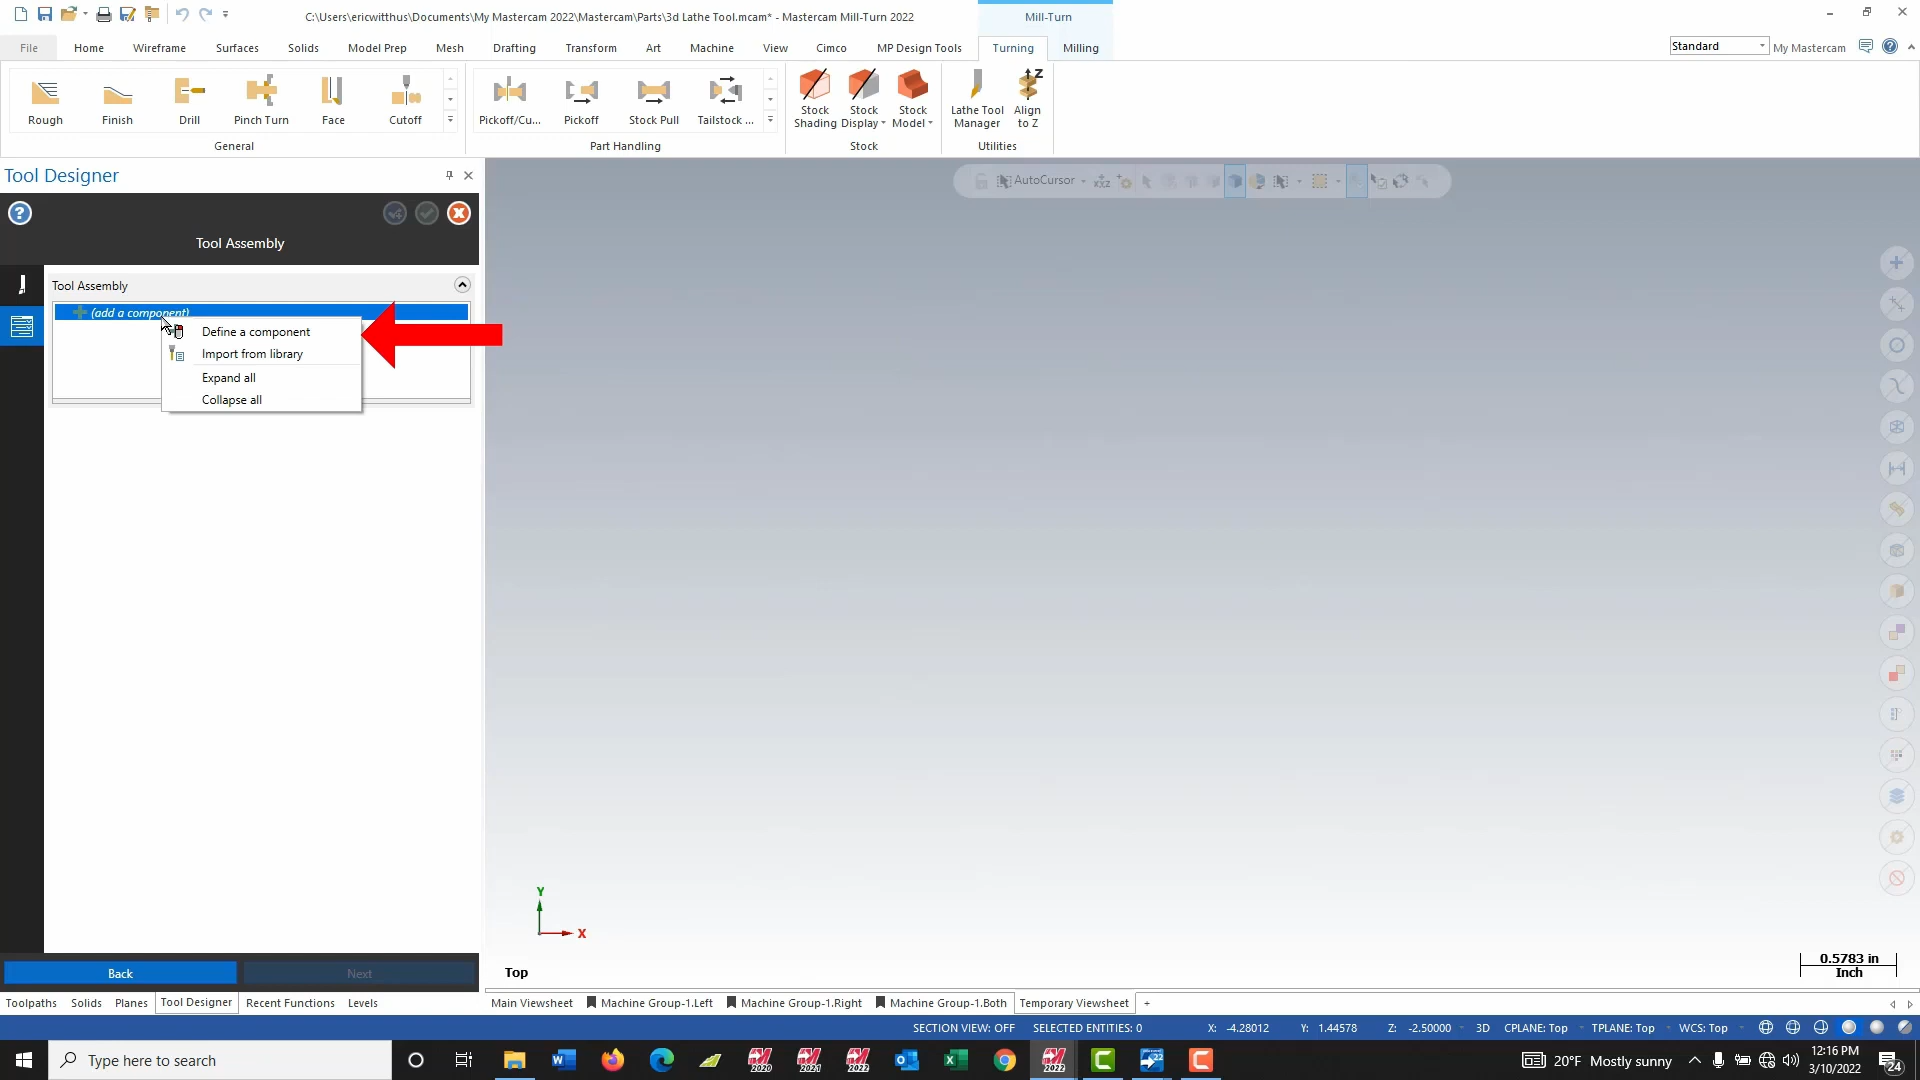 C:\Users\ericwitthus\Documents\My Mastercam 2022\Mastercam\Parts\3d Lathe Tool.mcam* - Mastercam Mill-Turn 2022
Mill-Turn
File Home Wireframe Surfaces Solids Model Prep Mesh Drafting Transform Art Machine View Cimco MP Design Tools Turning Milling
Standard My Mastercam
Rough Finish Drill Pinch Turn Face Cutoff
Pickoff/Cu... Pickoff Stock Pull Tailstock ...
Stock Shading
Stock Display
Stock Model
Lathe Tool Manager
Align to Z
Z
General Part Handling Stock Utilities
Tool Designer
AutoCursor
Tool Assembly
Tool Assembly
(add a component)
Define a component
Import from library
Expand all
Collapse all
Y
X
Top
0.5783 in
Inch
Back Next
Toolpaths Solids Planes Tool Designer Recent Functions Levels
Main Viewsheet Machine Group-1.Left Machine Group-1.Right Machine Group-1.Both Temporary Viewsheet +
SECTION VIEW: OFF SELECTED ENTITIES: 0 X: -4.28012 Y: 1.44578 Z: -2.50000 3D CPLANE: Top TPLANE: Top WCS: Top
Type here to search
2020
2021
2022
2022
22
20°F Mostly sunny
12:16 PM
3/10/2022
24